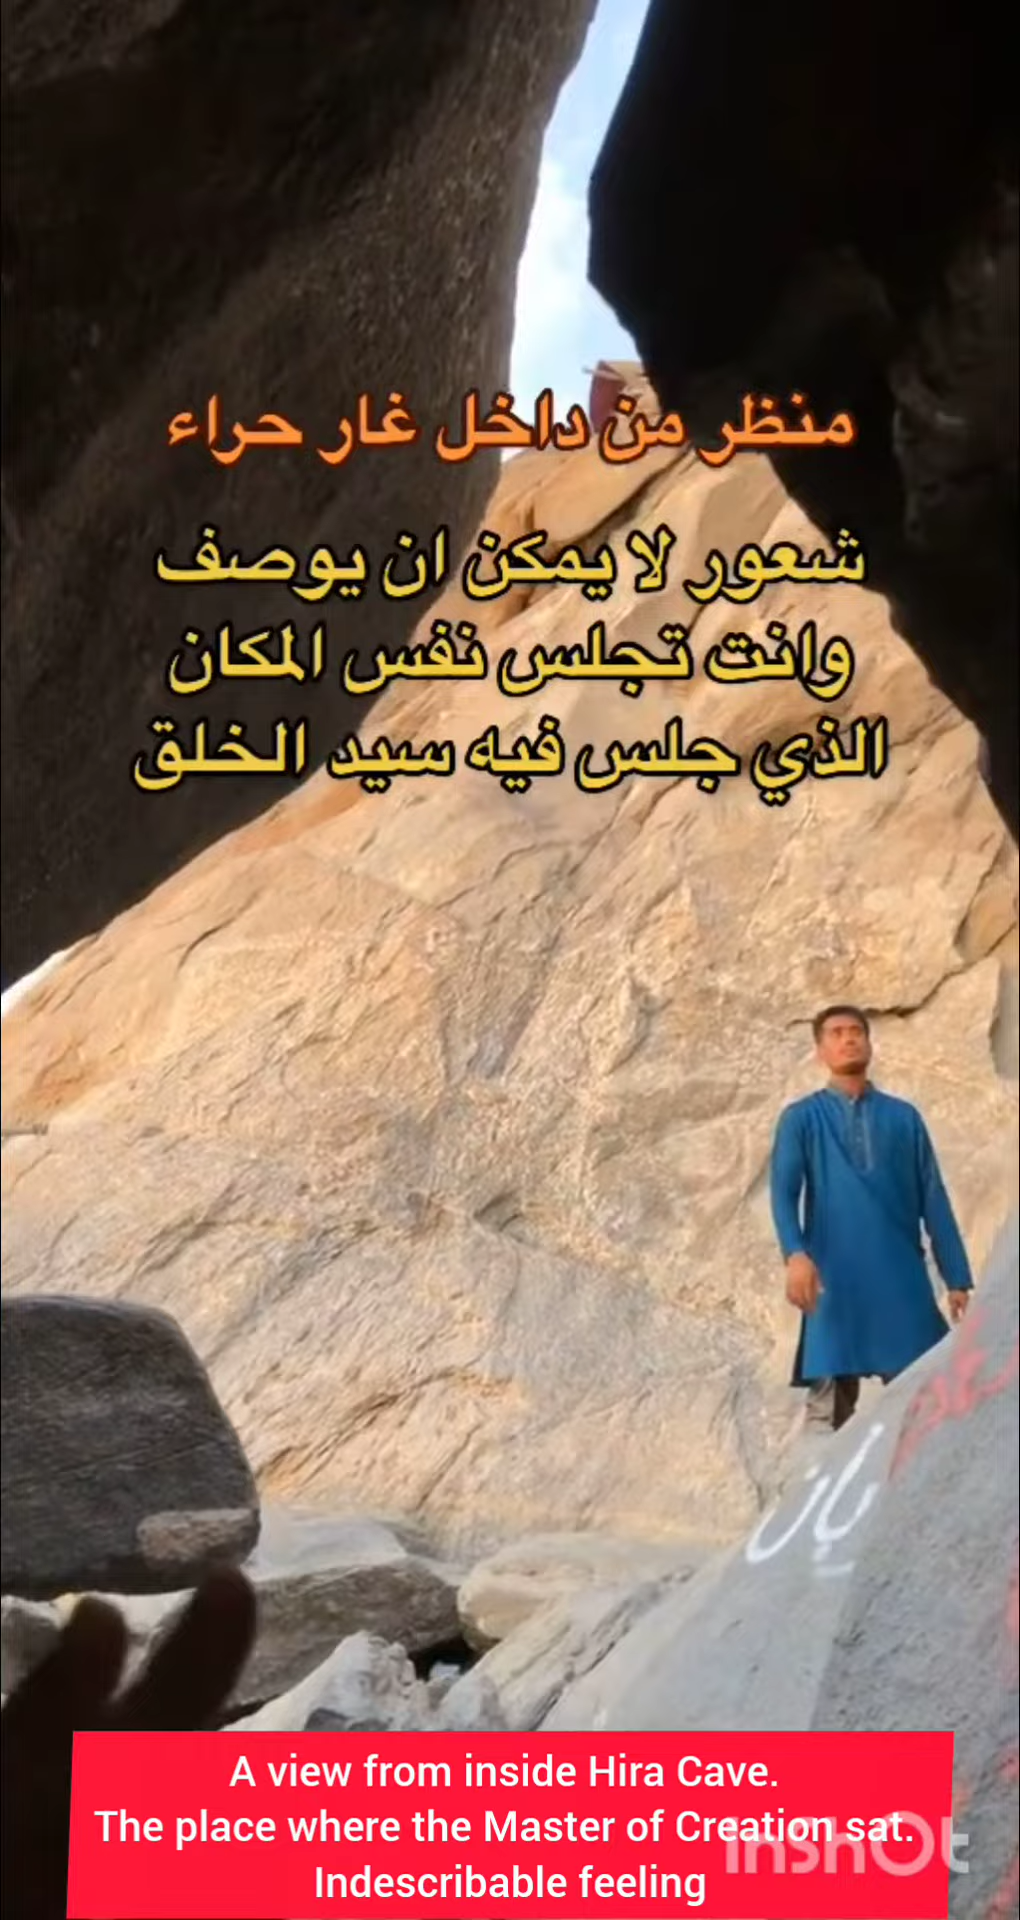 منظر من داخل غار حراء
شعور لا يمكن ان يوصف
وانت تجلس نفس المكان
الذي جلس فيه سيد الخلق
A view from inside Hira Cave.
The place where the Master of Creation sat.
Indescribable feeling
InShOt